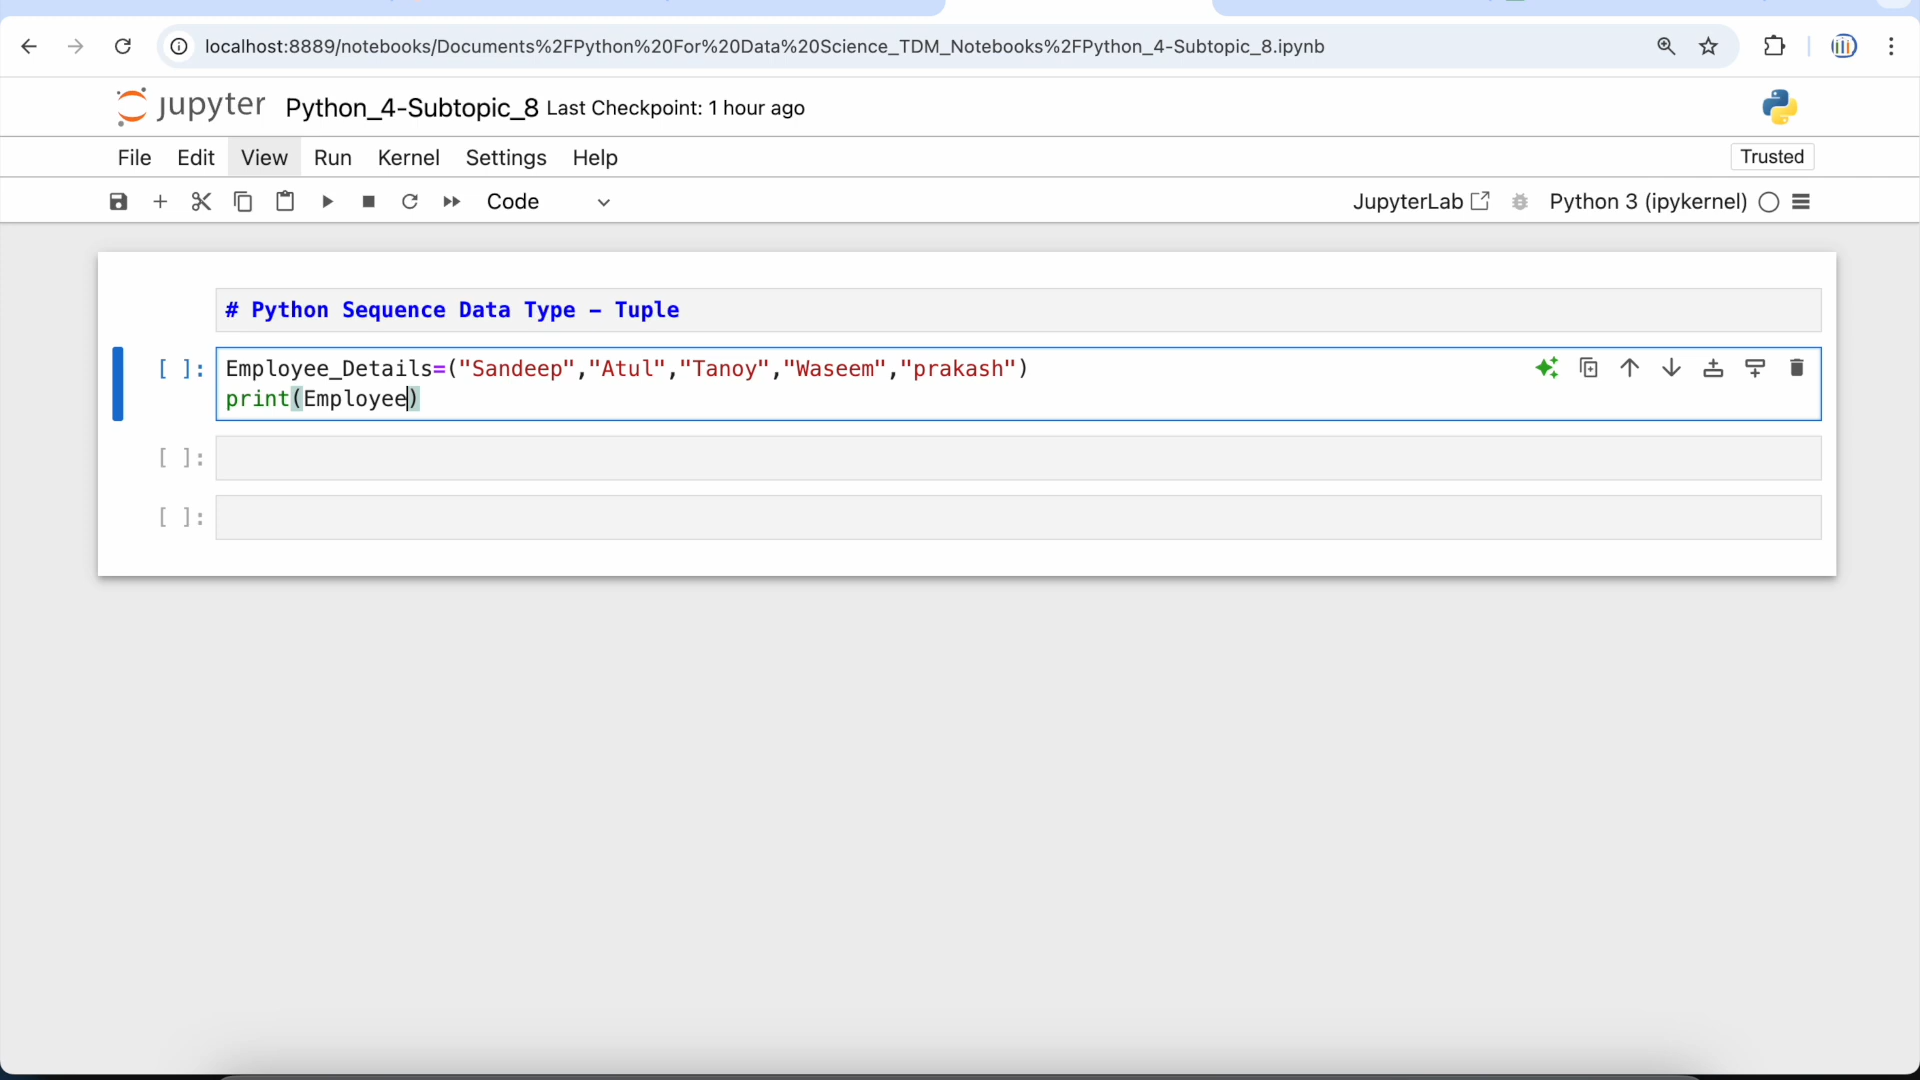 localhost:8889/notebooks/Documents%2FPython%20For%20Data%20Science_TDM_Notebooks%2FPython_4-Subtopic_8.ipynb
jupyter Python_4-Subtopic_8 Last Checkpoint: 1 hour ago
File Edit View Run Kernel Settings Help Trusted
Code JupyterLab Python 3 (ipykernel)
# Python Sequence Data Type - Tuple
[ ]: Employee_Details=("Sandeep","Atul","Tanoy","Waseem","prakash")
print(Employee)
[ ]:
[ ]: